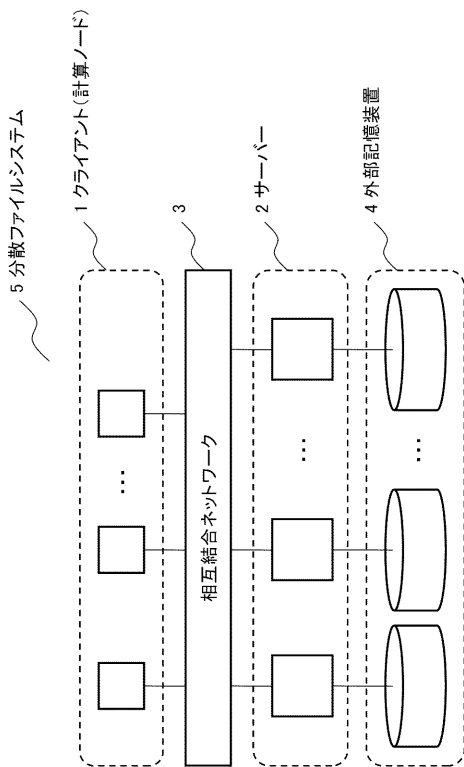 5 分散ファイルシステム
1 クライアント(計算ノード)
3
相互結合ネットワーク
2 サーバー
4 外部記憶装置
…
…
…